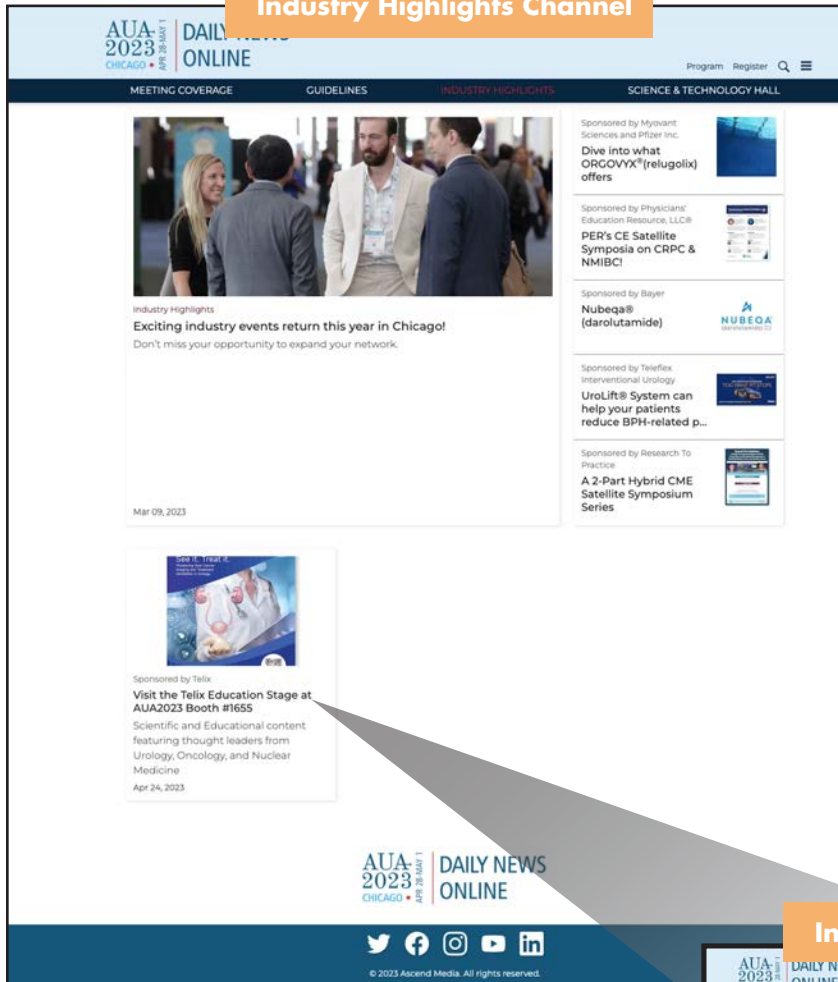 Industry Highlights Channel
AUA
2023
CHICAGO •
APR 28-MAY 1
DAILY NEWS
ONLINE
Program Register
MEETING COVERAGE
GUIDELINES
INDUSTRY HIGHLIGHTS
SCIENCE & TECHNOLOGY HALL
Industry Highlights
Exciting industry events return this year in Chicago!
Don't miss your opportunity to expand your network.
Mar 09, 2023
Sponsored by Myovant
Sciences and Pfizer Inc.
Dive into what
ORGOVYX®(relugolix)
offers
Sponsored by Physicians'
Education Resource, LLC®
PER's CE Satellite
Symposia on CRPC &
NMIBC!
Sponsored by Bayer
Nubeqa®
(darolutamide)
NUBEQA
Sponsored by Teleflex
Interventional Urology
UroLift® System can
help your patients
reduce BPH-related p...
Sponsored by Research To
Practice
A 2-Part Hybrid CME
Satellite Symposium
Series
See it. Treat it.
Sponsored by Telix
Visit the Telix Education Stage at
AUA2023 Booth #1655
Scientific and Educational content
featuring thought leaders from
Urology, Oncology, and Nuclear
Medicine
Apr 24, 2023
AUA
2023
CHICAGO •
APR 28-MAY 1
DAILY NEWS
ONLINE
© 2023 Ascend Media. All rights reserved.
In
AUA
2023
DAILY N